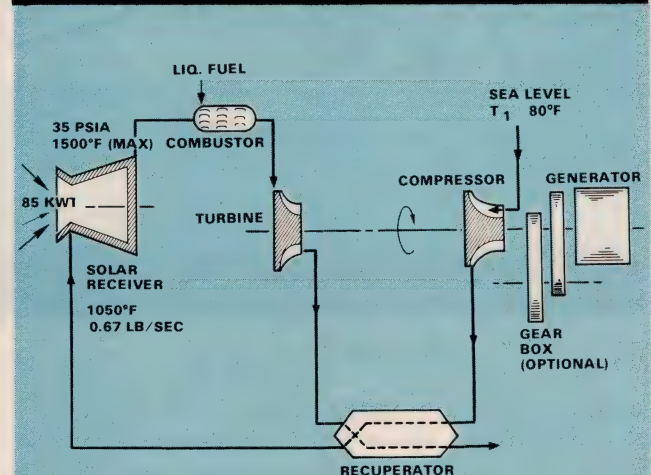 LIQ. FUEL
SEA LEVEL
T1 80°F
35 PSIA
1500°F (MAX)
COMBUSTOR
COMPRESSOR
GENERATOR
85 KWT
TURBINE
SOLAR
RECEIVER
1050°F
0.67 LB/SEC
GEAR
BOX
(OPTIONAL)
RECUPERATOR